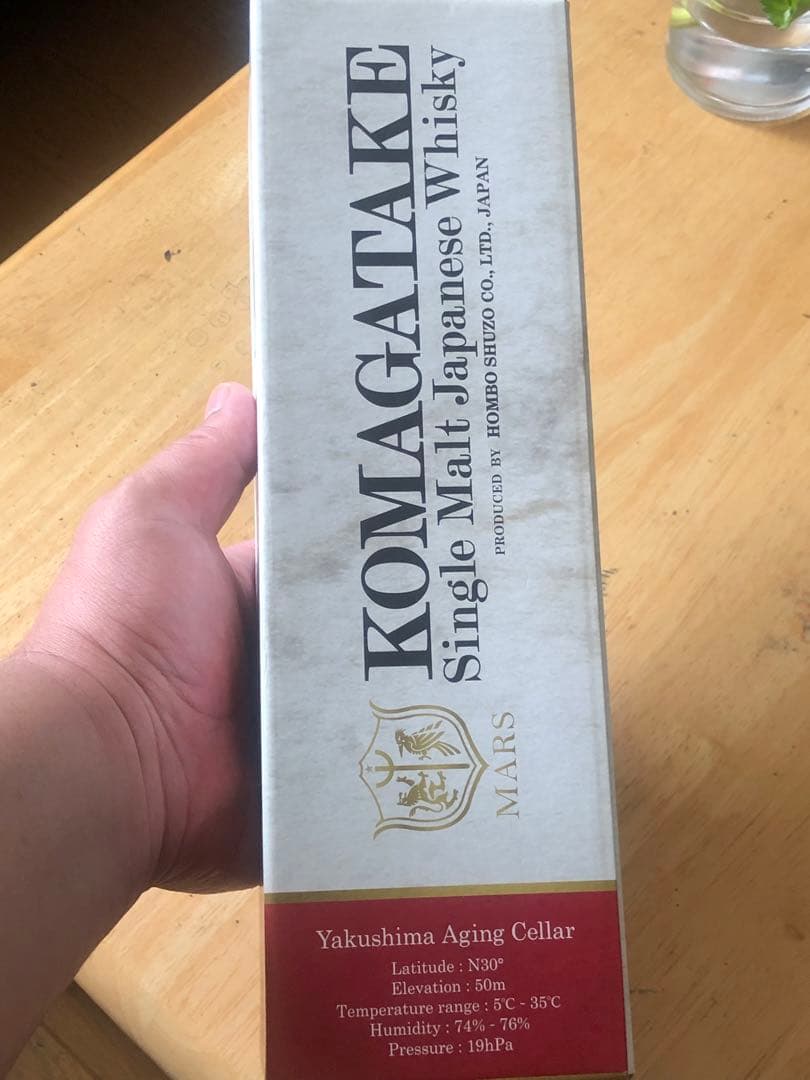 KOMAGATAKE
Single Malt Japanese Whisky
PRODUCED BY HOMBO SHUZO CO., LTD., JAPAN
MARS
Yakushima Aging Cellar
Latitude : N30°
Elevation : 50m
Temperature range : 5℃ - 35℃
Humidity : 74% - 76%
Pressure : 19hPa